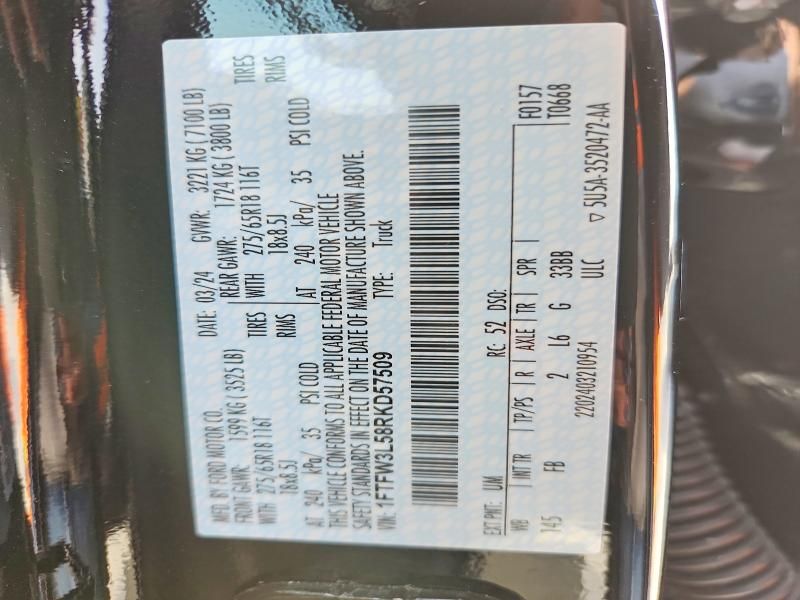 MFD. BY FORD MOTOR CO.
DATE: 03/24 GVWR: 3221 KG ( 7100 LB)
FRONT GAWR: 1599 KG ( 3525 LB) REAR GAWR: 1724 KG ( 3800 LB)
WITH 275/65R18 116T TIRES WITH 275/65R18 116T TIRES
18x8.5J RIMS 18x8.5J RIMS
AT 240 kPa/ 35 PSI COLD AT 240 kPa/ 35 PSI COLD
THIS VEHICLE CONFORMS TO ALL APPLICABLE FEDERAL MOTOR VEHICLE
SAFETY STANDARDS IN EFFECT ON THE DATE OF MANUFACTURE SHOWN ABOVE.
VIN: 1FTFW3L58RKD57509 TYPE: Truck
EXT PNT: UM RC: 52 DSO: F0157
WB INT TR TP/PS R AXLE TR SPR T0668
145 FB 2 L6 G 33BB
2202403210954 ULC ▽ 5U5A-3520472-AA